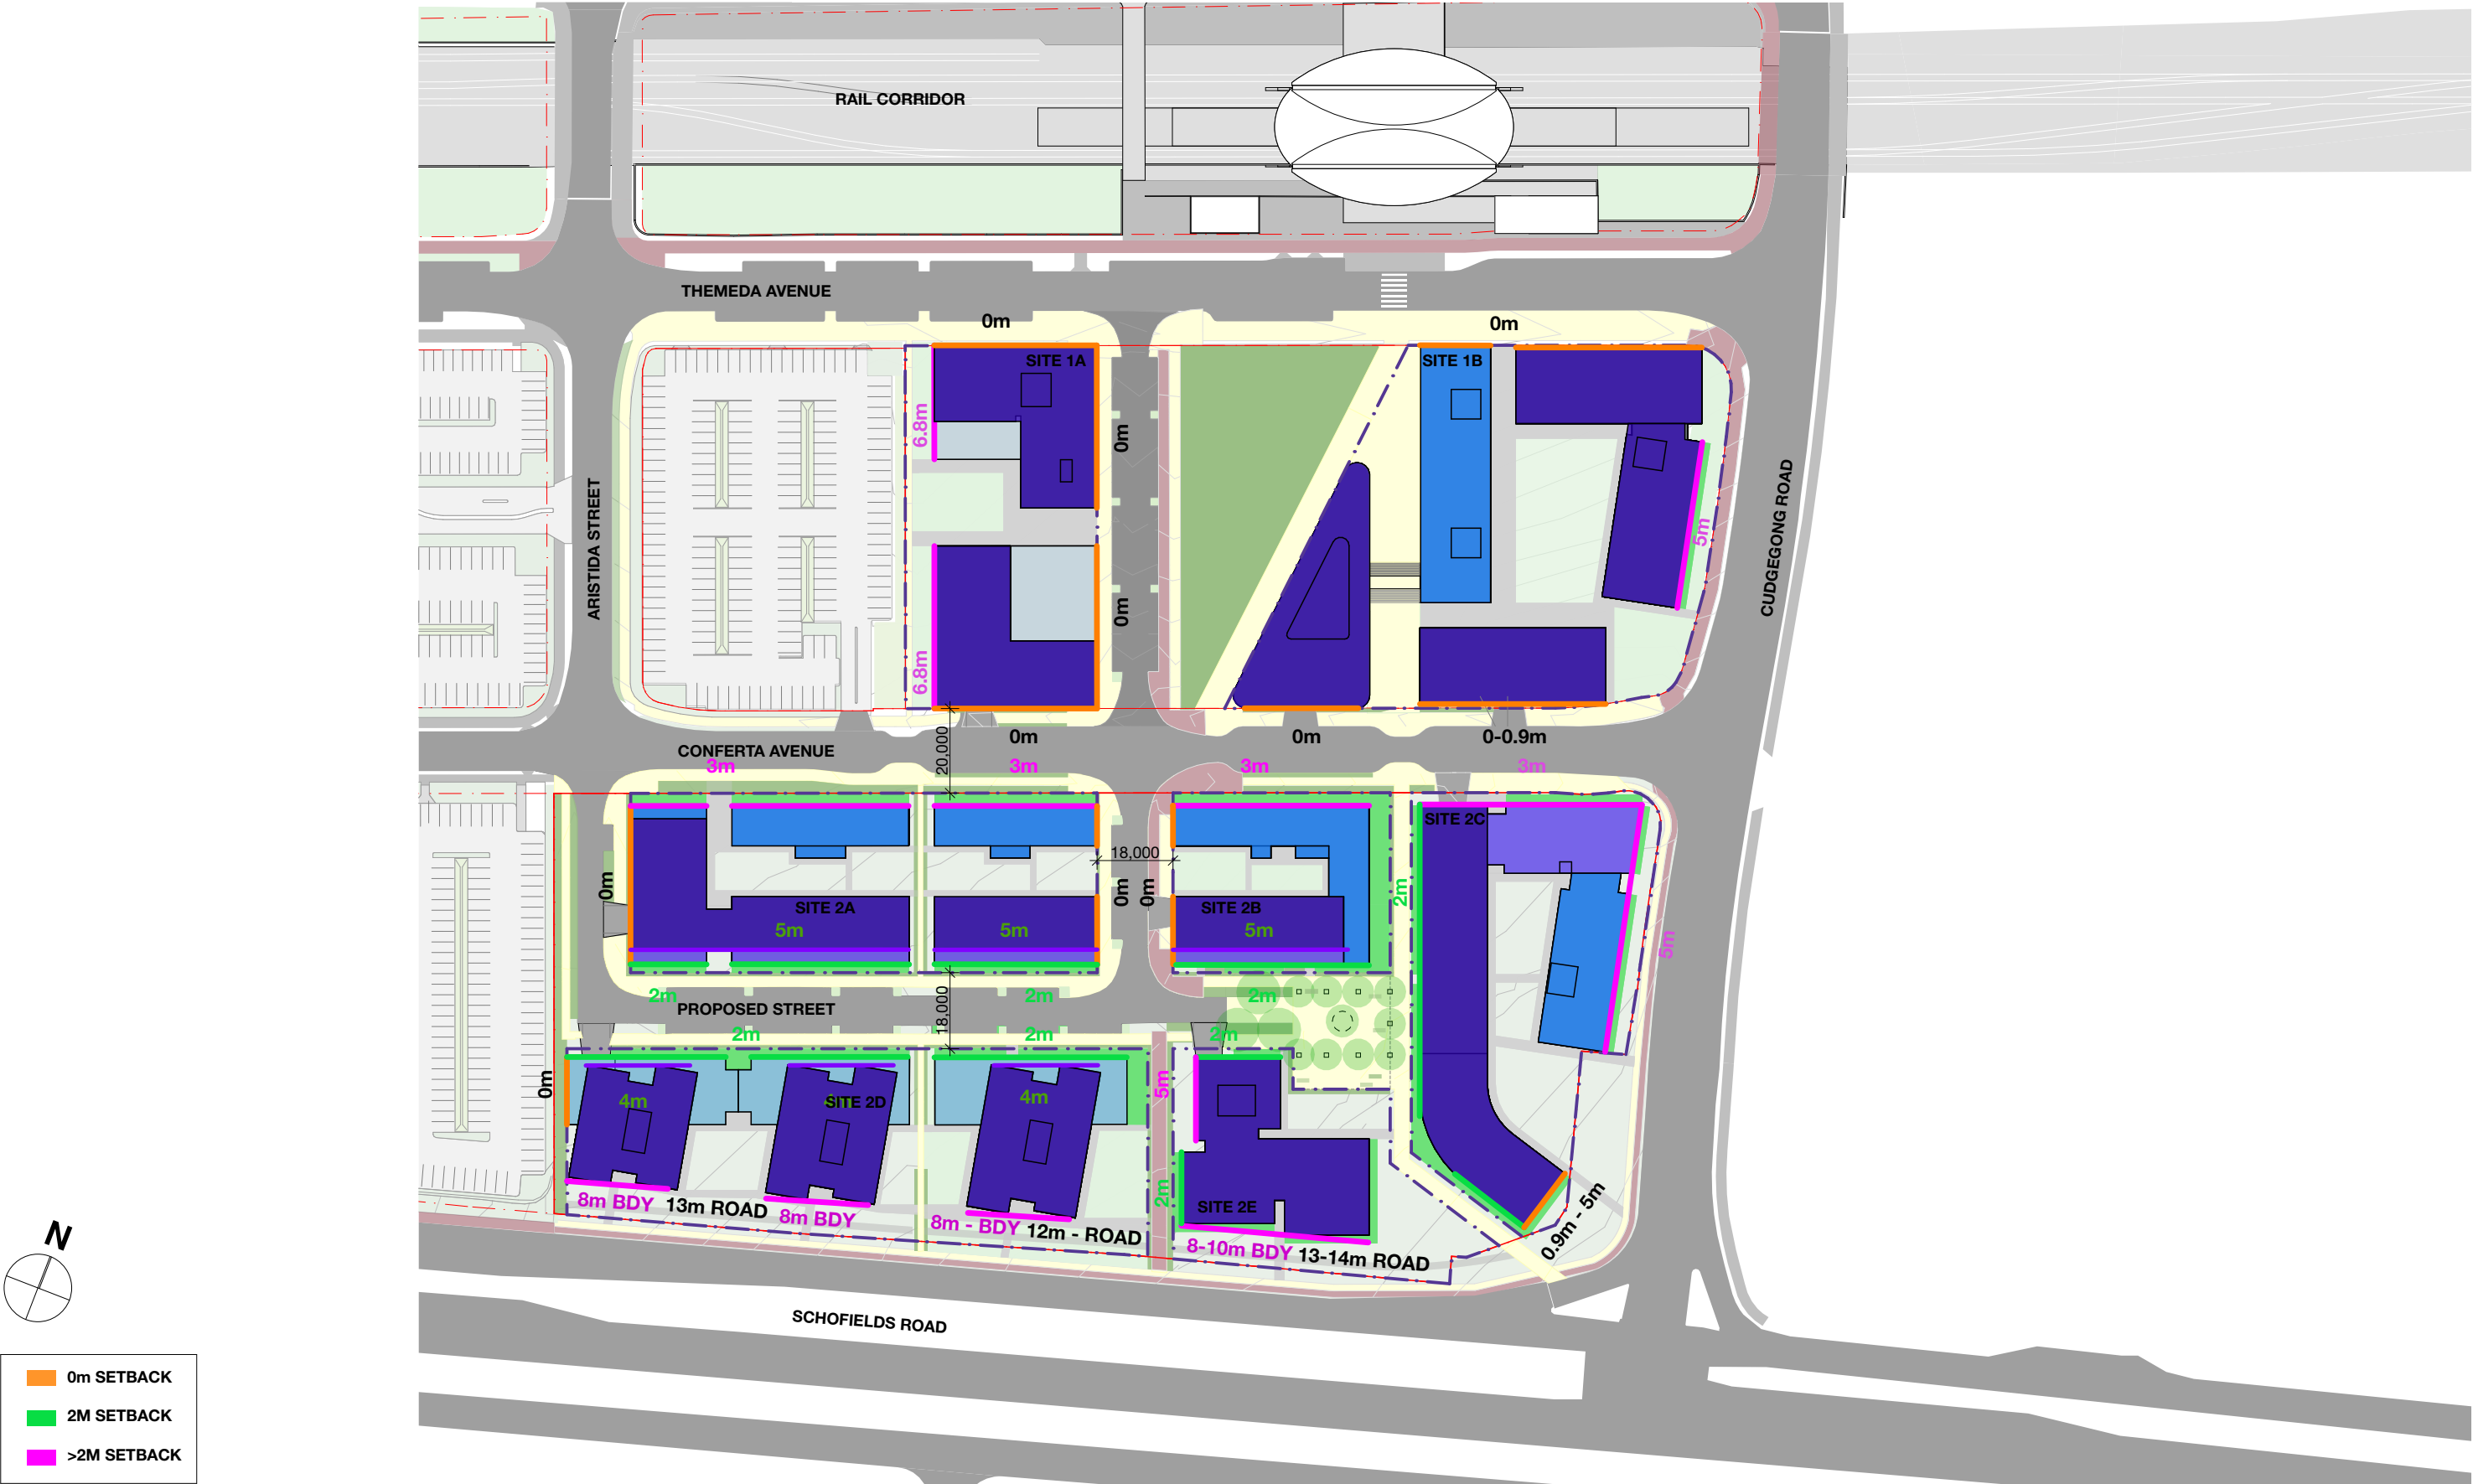 RAIL CORRIDOR
THEMEDA AVENUE
0m
0m
SITE 1A
SITE 1B
6.8m
0m
ARISTIDA STREET
5m
CUDGEGONG ROAD
0m
6.8m
20,000
0m
0m
0-0.9m
CONFERTA AVENUE
3m
3m
3m
3m
SITE 2C
18,000
0m
0m
0m
2m
SITE 2A
SITE 2B
5m
5m
5m
5m
2m
2m
2m
PROPOSED STREET
18,000
2m
2m
2m
0m
5m
4m
4m
SITE 2D
4m
2m
SITE 2E
8m BDY
13m ROAD
8m BDY
8m - BDY
12m - ROAD
8-10m BDY
13-14m ROAD
0.9m - 5m
N
SCHOFIELDS ROAD
0m SETBACK
2M SETBACK
>2M SETBACK